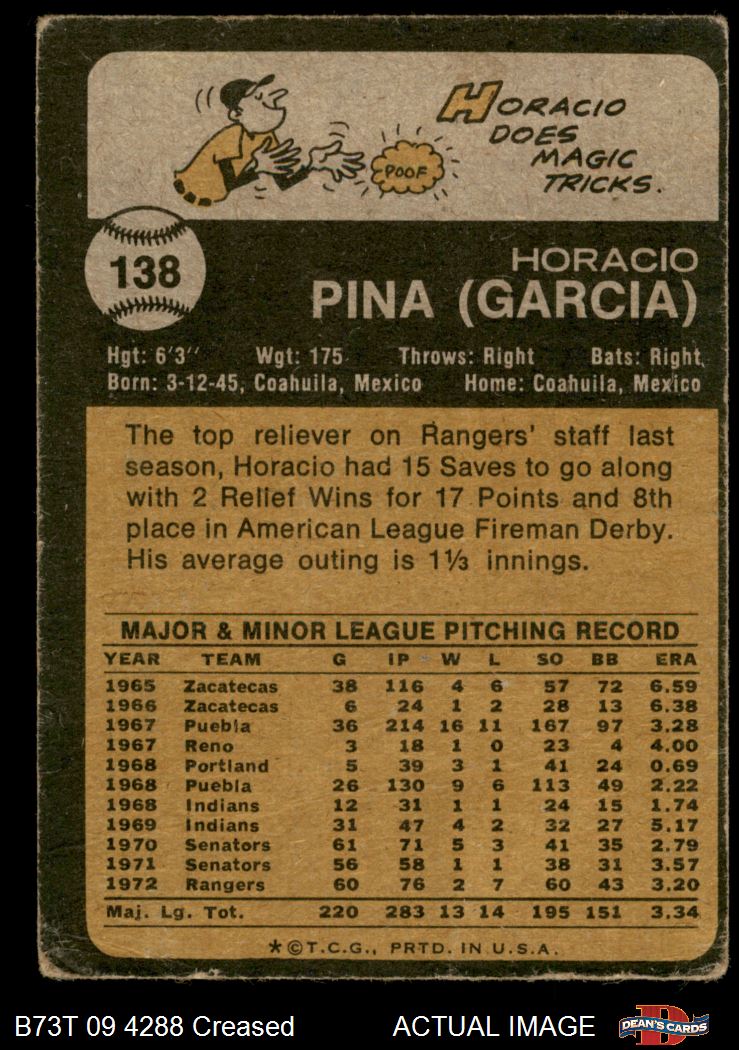 HORACIO
DOES
MAGIC
TRICKS.
POOF
138
HORACIO
PINA (GARCIA)
Hgt: 6'3" Wgt: 175 Throws: Right Bats: Right
Born: 3-12-45, Coahuila, Mexico Home: Coahuila, Mexico
The top reliever on Rangers' staff last
season, Horacio had 15 Saves to go along
with 2 Relief Wins for 17 Points and 8th
place in American League Fireman Derby.
His average outing is 1⅓ innings.
MAJOR & MINOR LEAGUE PITCHING RECORD
YEAR TEAM G IP W L SO BB ERA
1965 Zacatecas 38 116 4 6 57 72 6.59
1966 Zacatecas 6 24 1 2 28 13 6.38
1967 Puebla 36 214 16 11 167 97 3.28
1967 Reno 3 18 1 0 23 4 4.00
1968 Portland 5 39 3 1 41 24 0.69
1968 Puebla 26 130 9 6 113 49 2.22
1968 Indians 12 31 1 1 24 15 1.74
1969 Indians 31 47 4 2 32 27 5.17
1970 Senators 61 71 5 3 41 35 2.79
1971 Senators 56 58 1 1 38 31 3.57
1972 Rangers 60 76 2 7 60 43 3.20
Maj. Lg. Tot. 220 283 13 14 195 151 3.34
*©T.C.G., PRTD. IN U.S.A.
B73T 09 4288 Creased ACTUAL IMAGE
D
DEAN'S CARDS